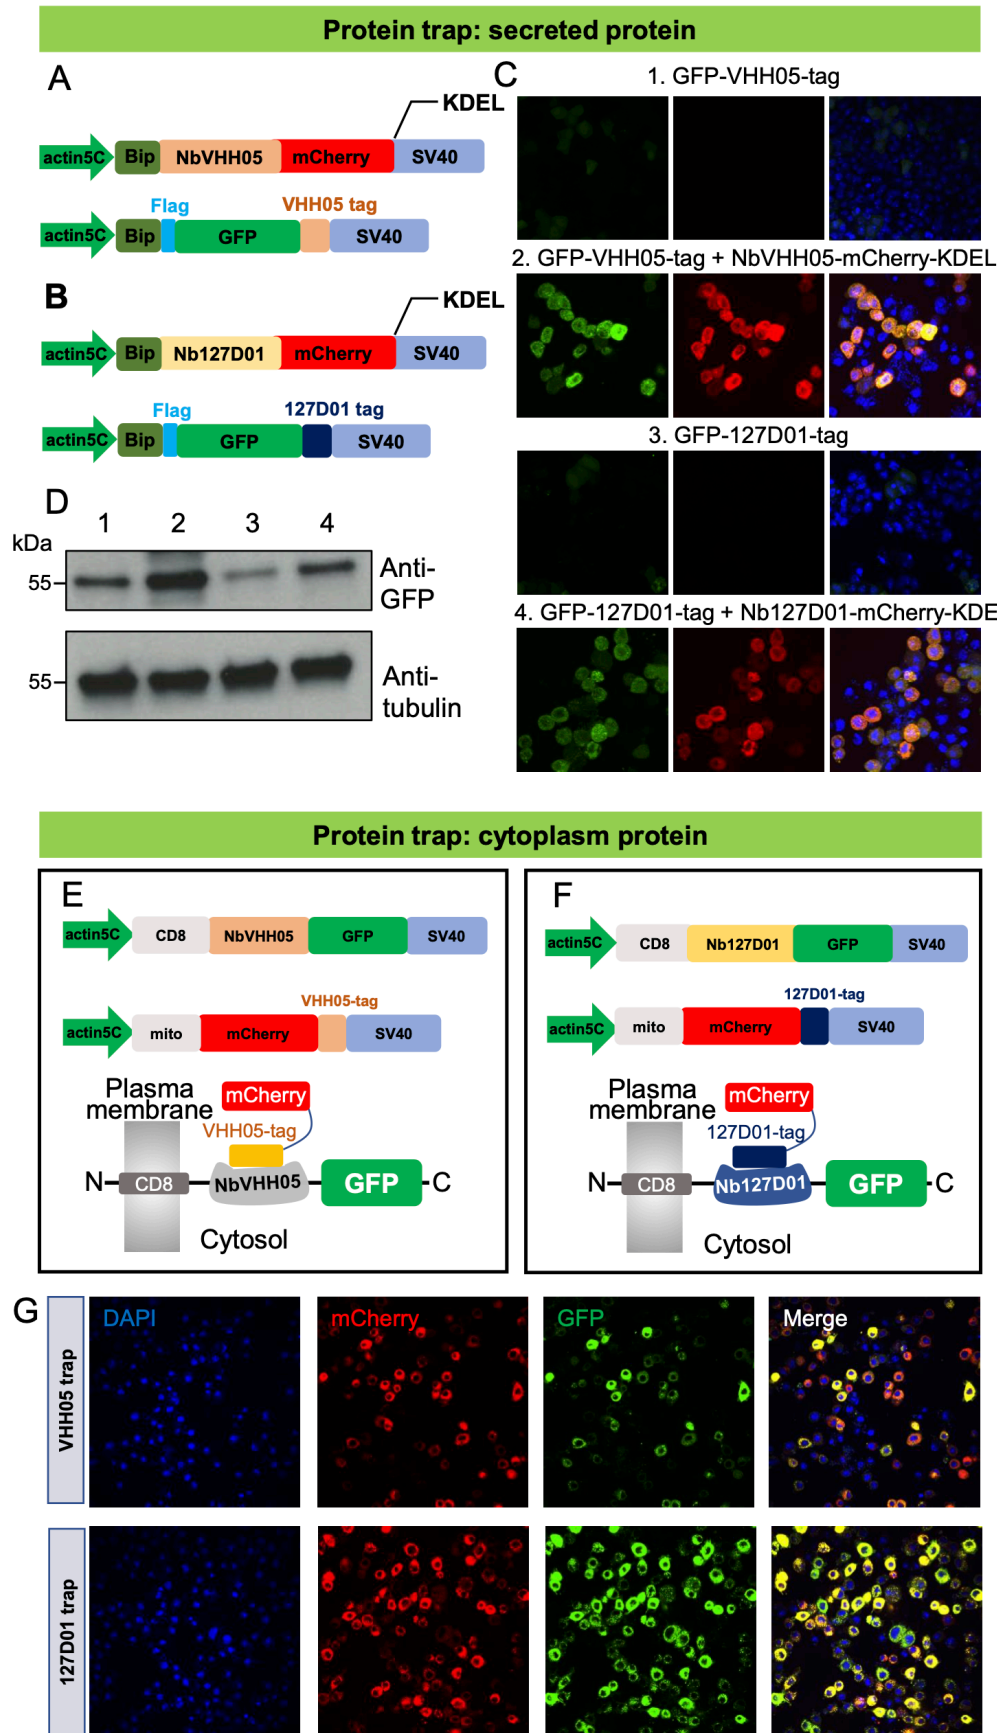 Protein trap: secreted protein
A
KDEL
actin5C Bip NbVHH05 mCherry SV40
Flag VHH05 tag
actin5C Bip GFP SV40
B
KDEL
actin5C Bip Nb127D01 mCherry SV40
Flag 127D01 tag
actin5C Bip GFP SV40
C
1. GFP-VHH05-tag
2. GFP-VHH05-tag + NbVHH05-mCherry-KDEL
3. GFP-127D01-tag
4. GFP-127D01-tag + Nb127D01-mCherry-KDE
D
1 2 3 4
kDa
55
Anti-
GFP
55
Anti-
tubulin
Protein trap: cytoplasm protein
E
actin5C CD8 NbVHH05 GFP SV40
VHH05-tag
actin5C mito mCherry SV40
Plasma
membrane
mCherry
VHH05-tag
N CD8 NbVHH05 GFP C
Cytosol
F
actin5C CD8 Nb127D01 GFP SV40
127D01-tag
actin5C mito mCherry SV40
Plasma
membrane
mCherry
127D01-tag
N CD8 Nb127D01 GFP C
Cytosol
G
DAPI mCherry GFP Merge
VHH05 trap
127D01 trap